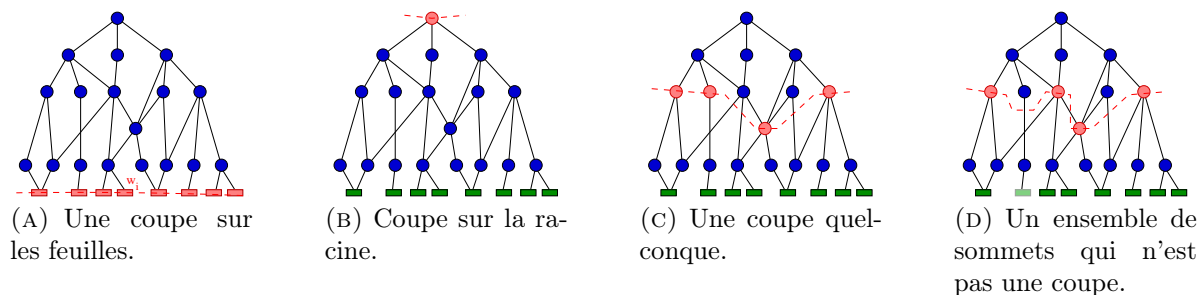 w_i
(A) Une coupe sur
les feuilles.
(B) Coupe sur la ra-
cine.
(C) Une coupe quel-
conque.
(D) Un ensemble de
sommets qui n'est
pas une coupe.